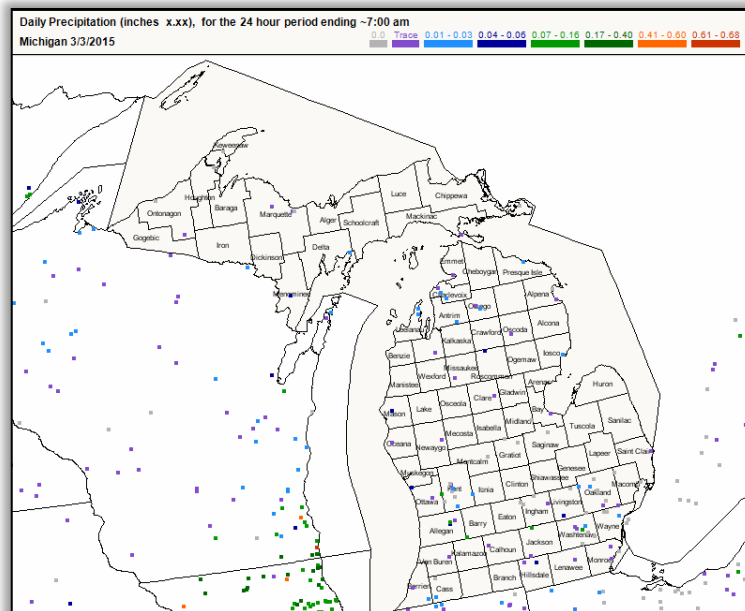 Daily Precipitation (inches x.xx), for the 24 hour period ending ~7:00 am
Michigan 3/3/2015
0.0 Trace 0.01 - 0.03 0.04 - 0.06 0.07 - 0.16 0.17 - 0.40 0.41 - 0.60 0.61 - 0.68
Keweenaw
Houghton
Ontonagon
Baraga
Marquette
Luce
Chippewa
Alger
Schoolcraft
Mackinac
Gogebic
Iron
Delta
Dickinson
Menominee
Emmet
Cheboygan
Presque Isle
Charlevoix
Otsego
Alpena
Antrim
Leelanau
Kalkaska
Crawford
Oscoda
Alcona
Benzie
Missaukee
Ogemaw
Iosco
Manistee
Wexford
Roscommon
Arenac
Huron
Mason
Lake
Osceola
Clare
Gladwin
Bay
Oceana
Newaygo
Mecosta
Isabella
Midland
Tuscola
Sanilac
Muskegon
Montcalm
Gratiot
Saginaw
Genesee
Lapeer
Saint Clair
Ottawa
Kent
Ionia
Clinton
Shiawassee
Oakland
Macomb
Livingston
Allegan
Barry
Eaton
Ingham
Washtenaw
Wayne
Van Buren
Kalamazoo
Calhoun
Jackson
Berrien
Cass
Branch
Hillsdale
Lenawee
Monroe